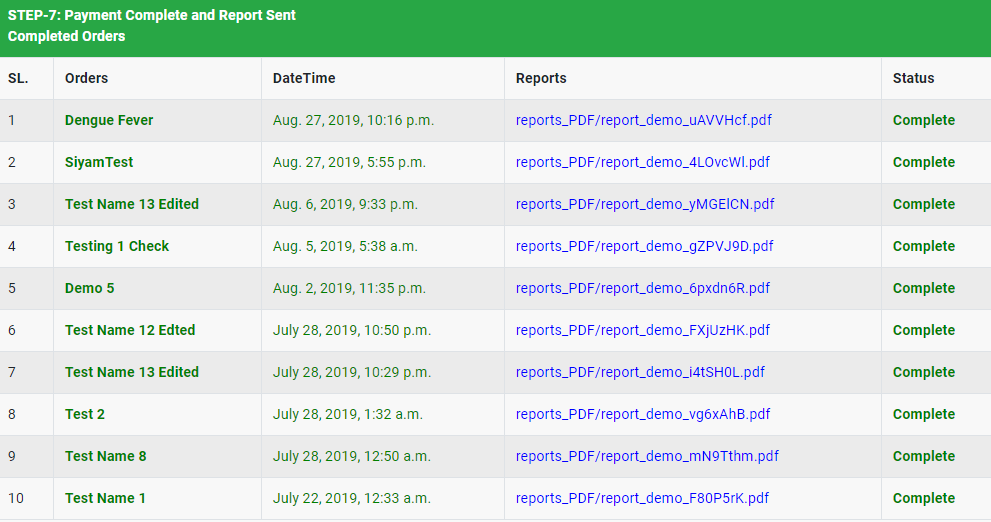 STEP-7: Payment Complete and Report Sent
Completed Orders
SL. Orders DateTime Reports Status
1 Dengue Fever Aug. 27, 2019, 10:16 p.m. reports_PDF/report_demo_uAVVHcf.pdf Complete
2 SiyamTest Aug. 27, 2019, 5:55 p.m. reports_PDF/report_demo_4LOvcWl.pdf Complete
3 Test Name 13 Edited Aug. 6, 2019, 9:33 p.m. reports_PDF/report_demo_yMGElCN.pdf Complete
4 Testing 1 Check Aug. 5, 2019, 5:38 a.m. reports_PDF/report_demo_gZPVJ9D.pdf Complete
5 Demo 5 Aug. 2, 2019, 11:35 p.m. reports_PDF/report_demo_6pxdn6R.pdf Complete
6 Test Name 12 Edted July 28, 2019, 10:50 p.m. reports_PDF/report_demo_FXjUzHK.pdf Complete
7 Test Name 13 Edited July 28, 2019, 10:29 p.m. reports_PDF/report_demo_i4tSH0L.pdf Complete
8 Test 2 July 28, 2019, 1:32 a.m. reports_PDF/report_demo_vg6xAhB.pdf Complete
9 Test Name 8 July 28, 2019, 12:50 a.m. reports_PDF/report_demo_mN9Tthm.pdf Complete
10 Test Name 1 July 22, 2019, 12:33 a.m. reports_PDF/report_demo_F80P5rK.pdf Complete